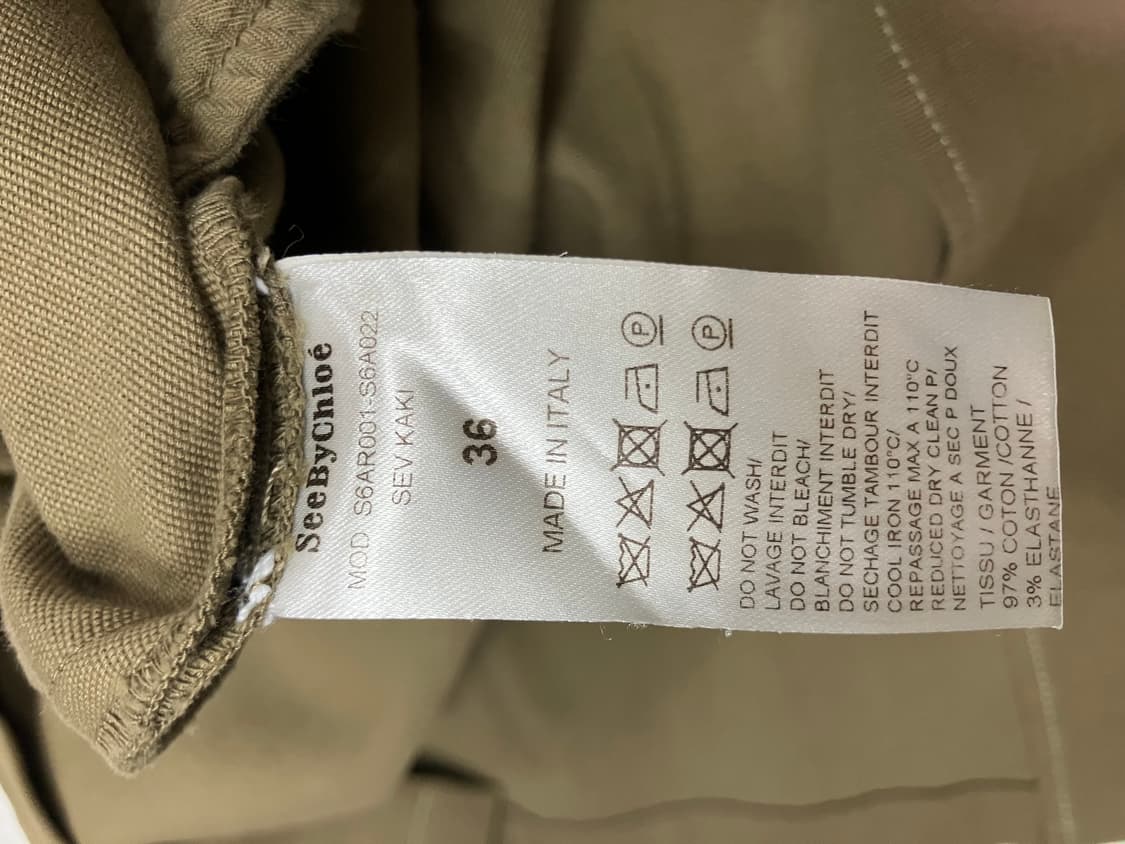 SeeByChloé
MOD S6AR001-S6A022
SEV KAKI
36
MADE IN ITALY
P
P
DO NOT WASH/
LAVAGE INTERDIT
DO NOT BLEACH/
BLANCHIMENT INTERDIT
DO NOT TUMBLE DRY/
SECHAGE TAMBOUR INTERDIT
COOL IRON 110°C/
REPASSAGE MAX A 110°C
REDUCED DRY CLEAN P/
NETTOYAGE A SEC P DOUX
TISSU / GARMENT
97% COTON /COTTON
3% ELASTHANNE /
ELASTANE